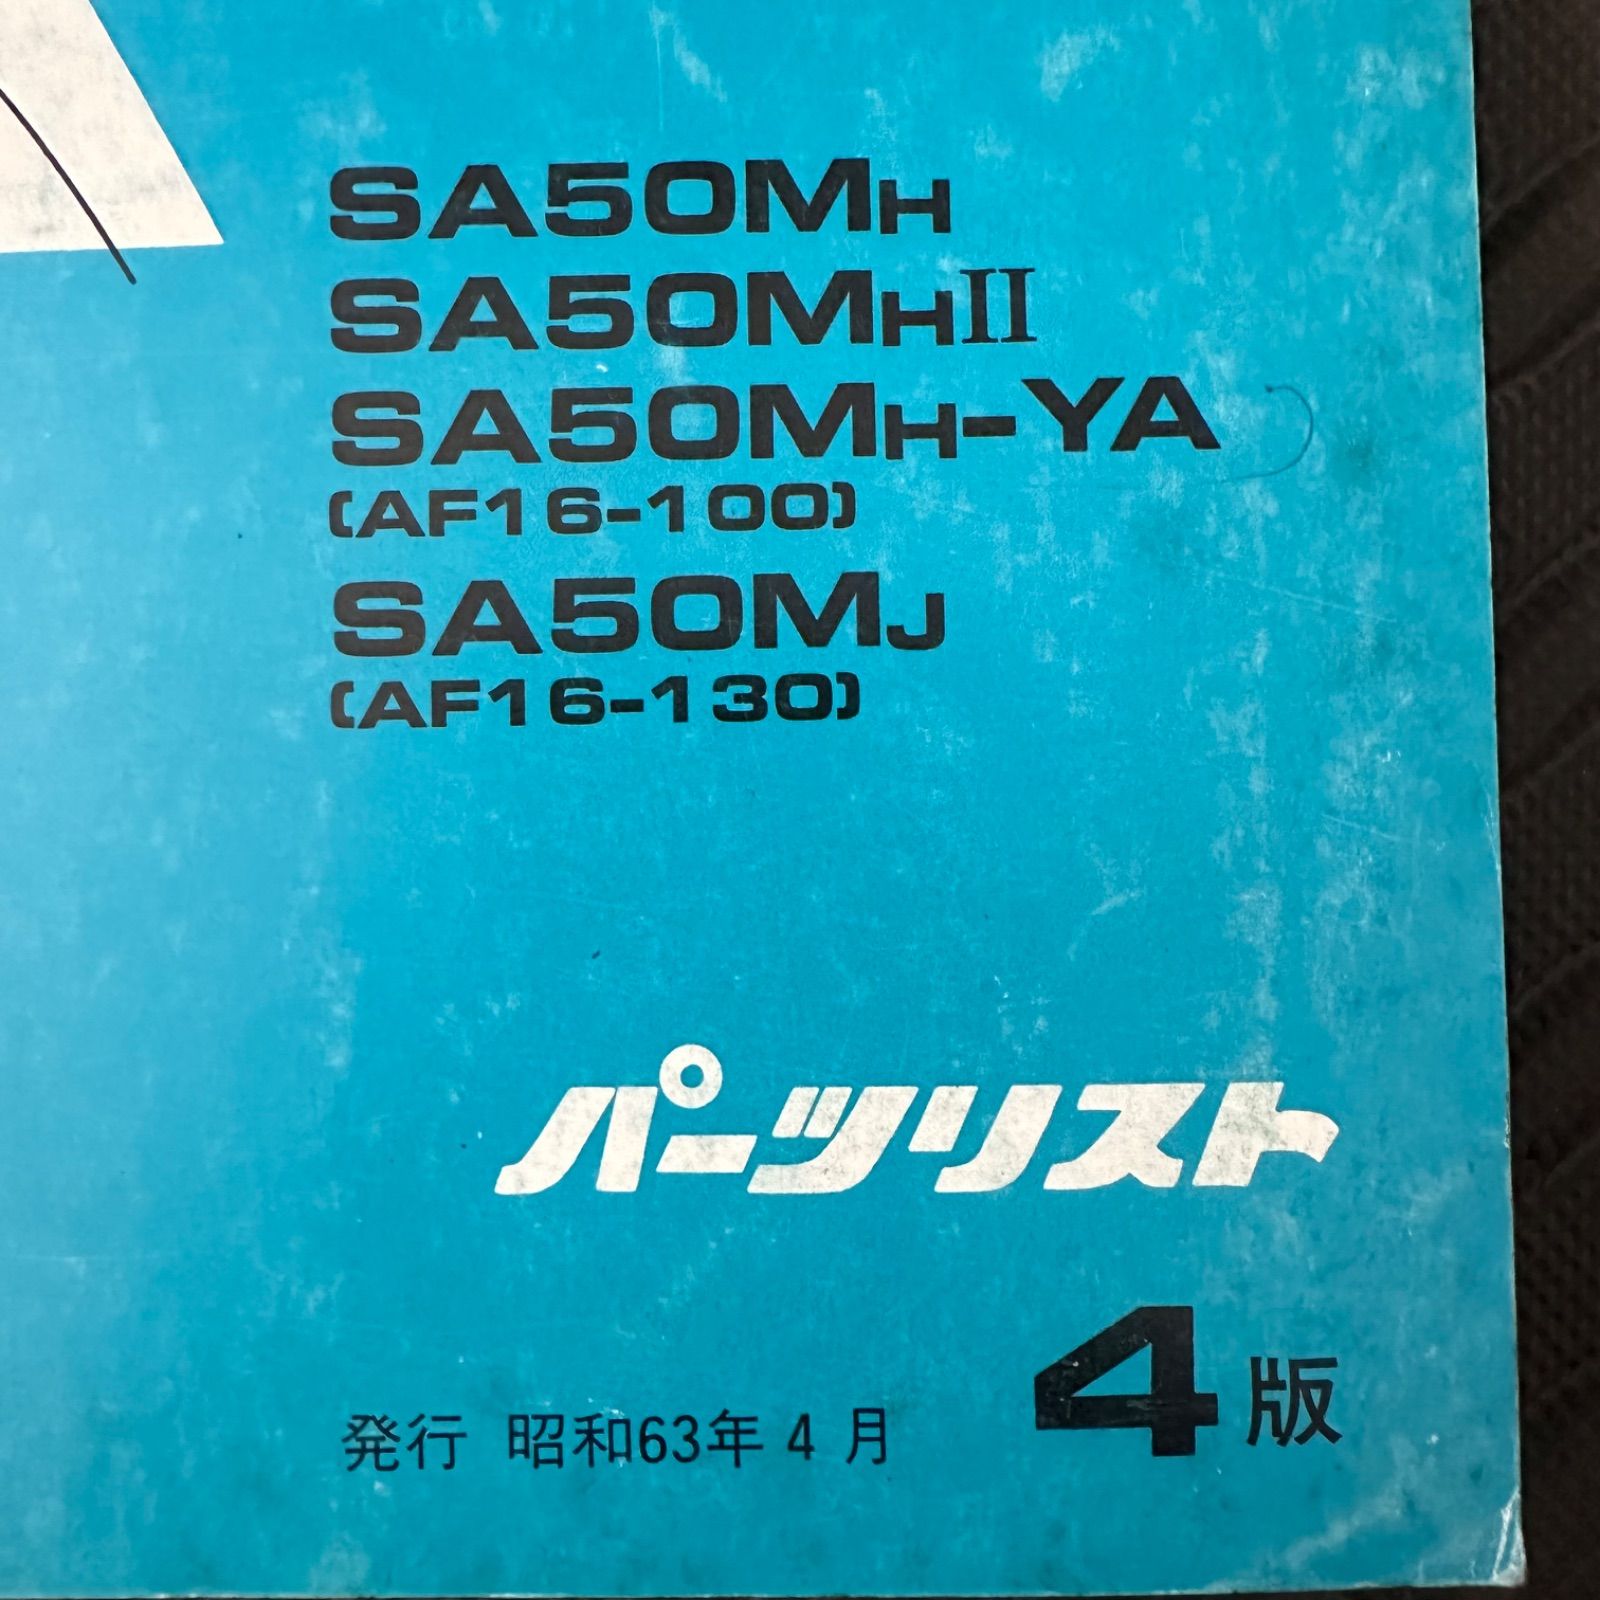 SA50MH
SA50MHII
SA50MH-YA
(AF16-100)
SA50MJ
(AF16-130)
パーツリスト
4版
発行 昭和63年4月